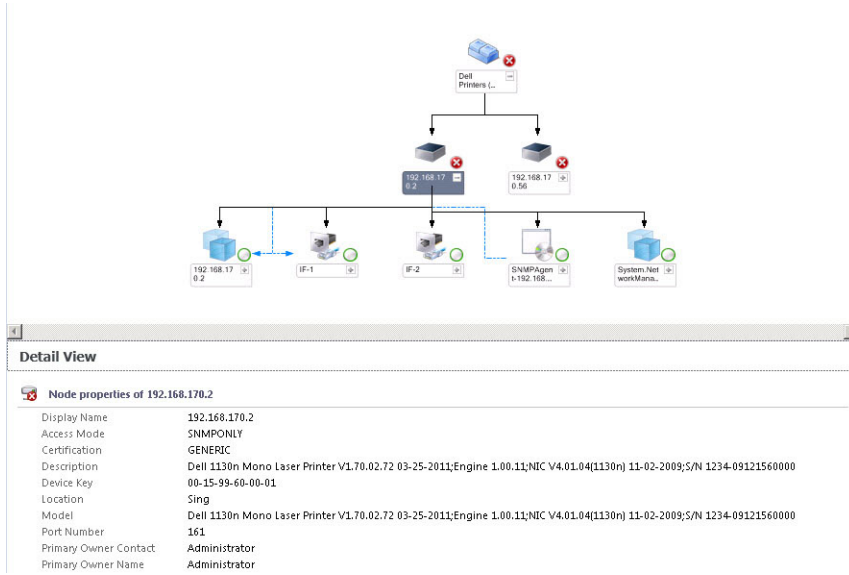 Dell
Printers (..
192.168.17
0.2
192.168.17
0.56
192.168.17
0.2
IF-1
IF-2
SNMPAgen
t-192.168...
System.Net
workMana..
Detail View
Node properties of 192.168.170.2
Display Name 192.168.170.2
Access Mode SNMPONLY
Certification GENERIC
Description Dell 1130n Mono Laser Printer V1.70.02.72 03-25-2011;Engine 1.00.11;NIC V4.01.04(1130n) 11-02-2009;S/N 1234-09121560000
Device Key 00-15-99-60-00-01
Location Sing
Model Dell 1130n Mono Laser Printer V1.70.02.72 03-25-2011;Engine 1.00.11;NIC V4.01.04(1130n) 11-02-2009;S/N 1234-09121560000
Port Number 161
Primary Owner Contact Administrator
Primary Owner Name Administrator